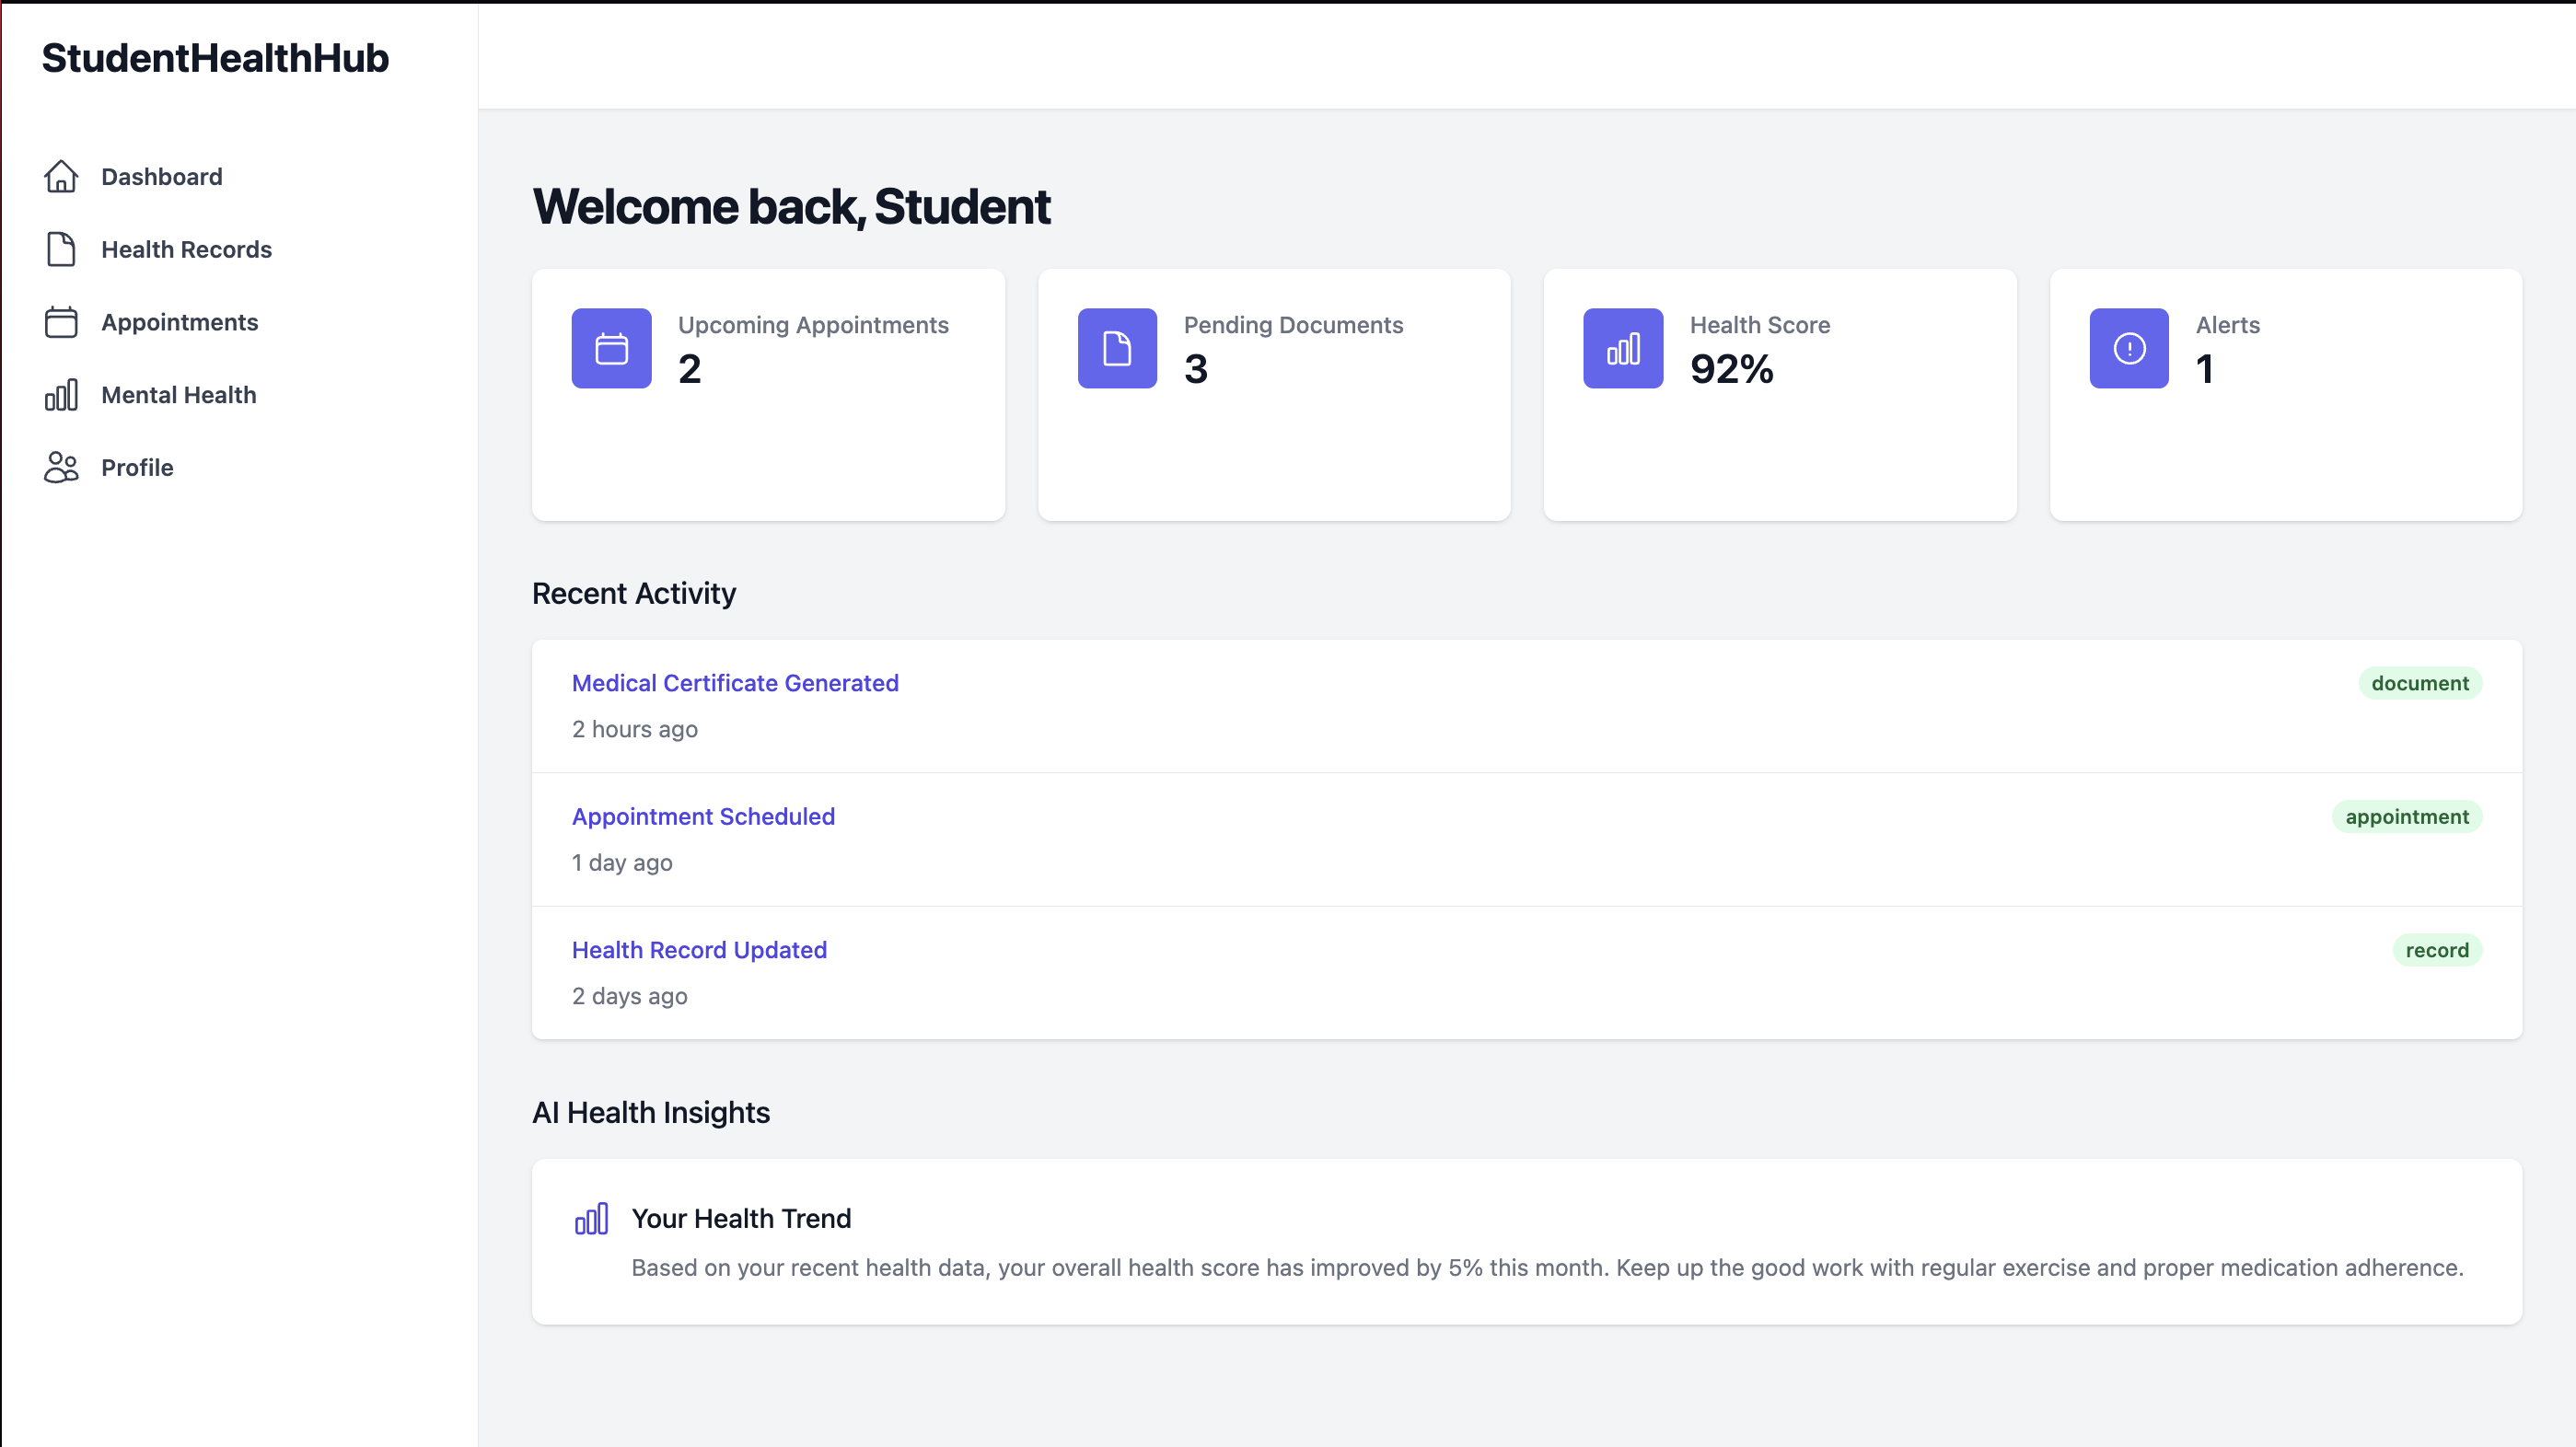 StudentHealthHub
Dashboard
Health Records
Appointments
Mental Health
Profile
Welcome back, Student
Upcoming Appointments
2
Pending Documents
3
Health Score
92%
Alerts
1
Recent Activity
Medical Certificate Generated
document
2 hours ago
Appointment Scheduled
appointment
1 day ago
Health Record Updated
record
2 days ago
AI Health Insights
Your Health Trend
Based on your recent health data, your overall health score has improved by 5% this month. Keep up the good work with regular exercise and proper medication adherence.